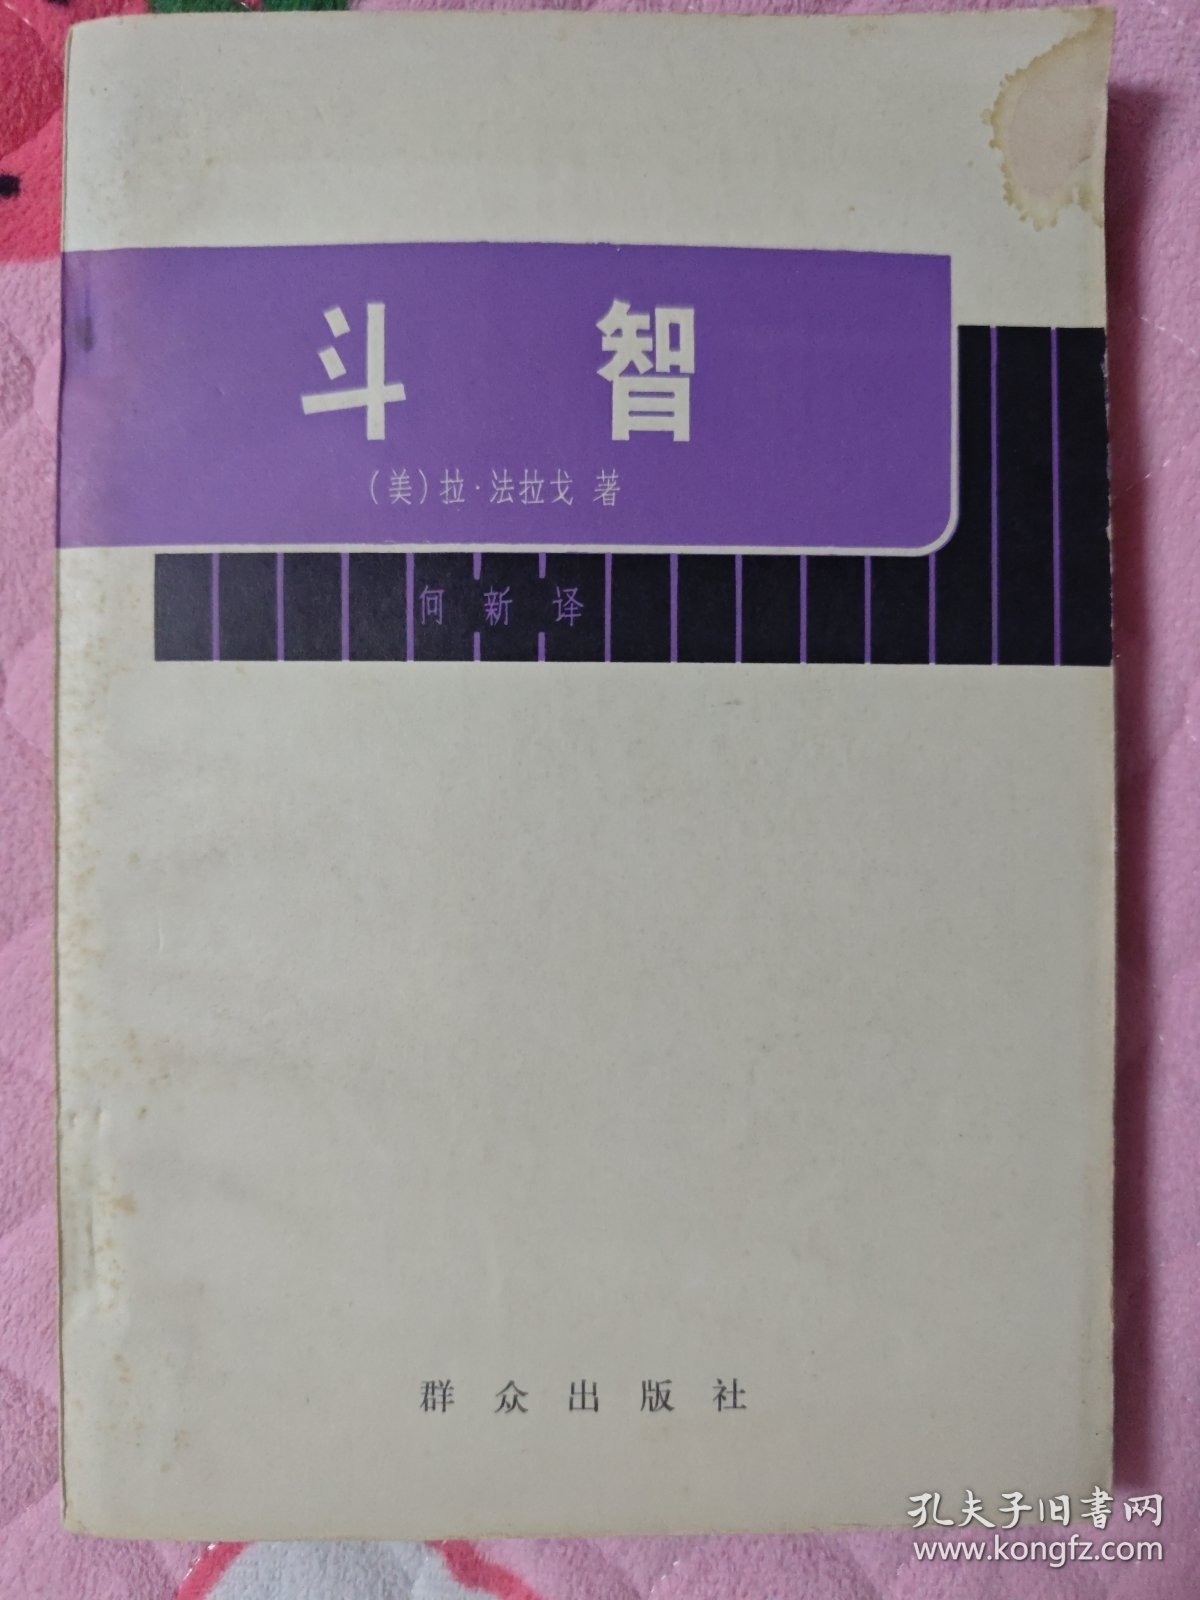 斗智
(美)拉·法拉戈 著
何新译
群众出版社
孔夫子旧书网
www.kongfz.com